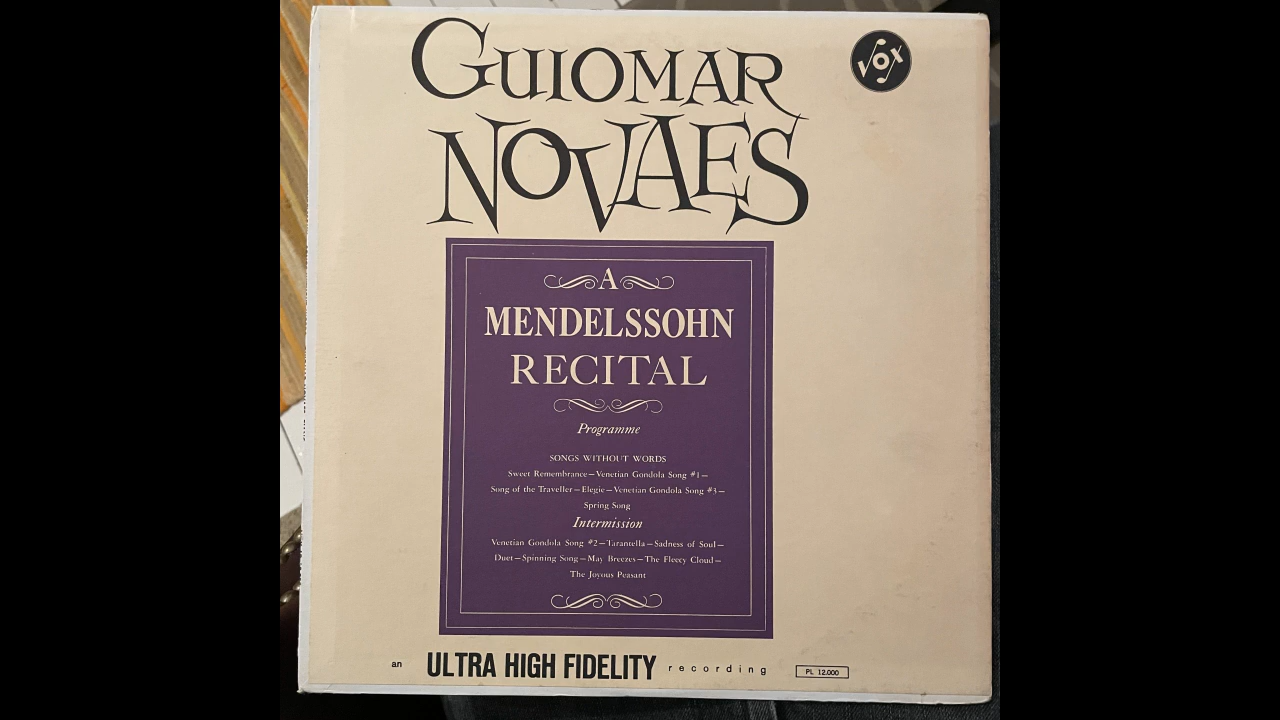 GUIOMAR
NOVAES
VOX
A
MENDELSSOHN
RECITAL
Programme
SONGS WITHOUT WORDS
Sweet Remembrance—Venetian Gondola Song #1—
Song of the Traveller—Elegie—Venetian Gondola Song #3—
Spring Song
Intermission
Venetian Gondola Song #2—Tarantella—Sadness of Soul—
Duet—Spinning Song—May Breezes—The Fleecy Cloud—
The Joyous Peasant
an ULTRA HIGH FIDELITY recording PL 12.000